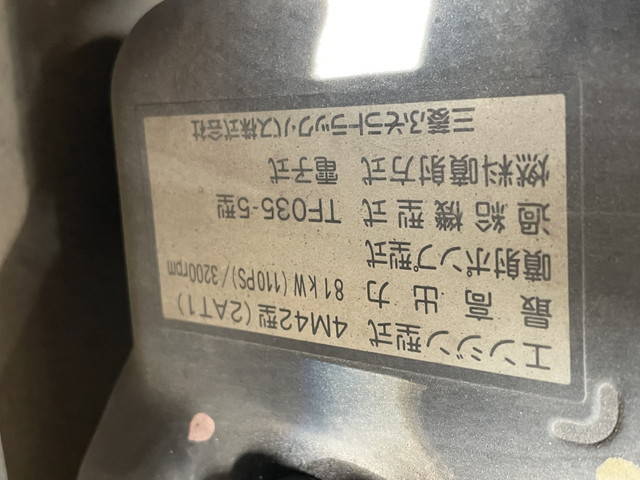 エンジン型式 4M42型(2AT1)
最高出力 81kW(110PS)/3200rpm
噴射ポンプ型式
過給機型式 TF035-5型
燃料噴射方式 電子式
三菱ふそうトラック・バス株式会社